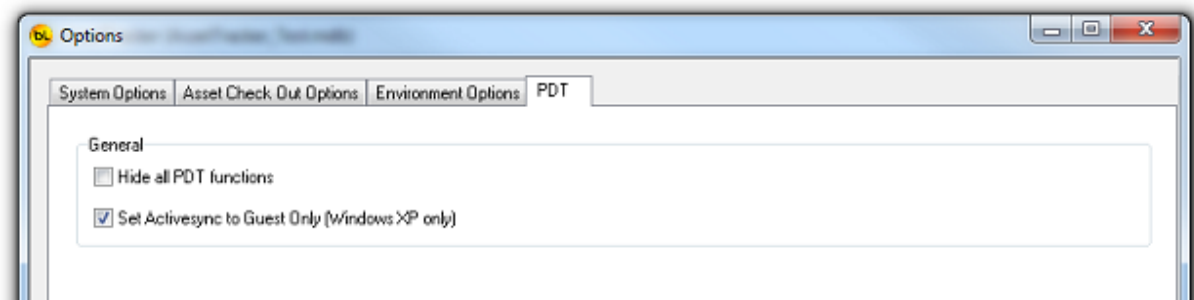 bL Options
System Options Asset Check Out Options Environment Options PDT
General
Hide all PDT functions
Set Activesync to Guest Only (Windows XP only)